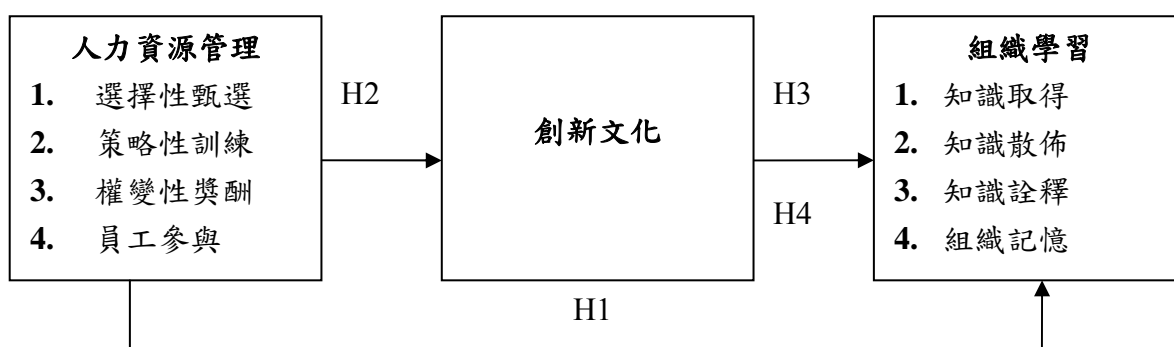 人力資源管理
1. 選擇性甄選
2. 策略性訓練
3. 權變性獎酬
4. 員工參與
H2
創新文化
H3
H4
組織學習
1. 知識取得
2. 知識散佈
3. 知識詮釋
4. 組織記憶
H1